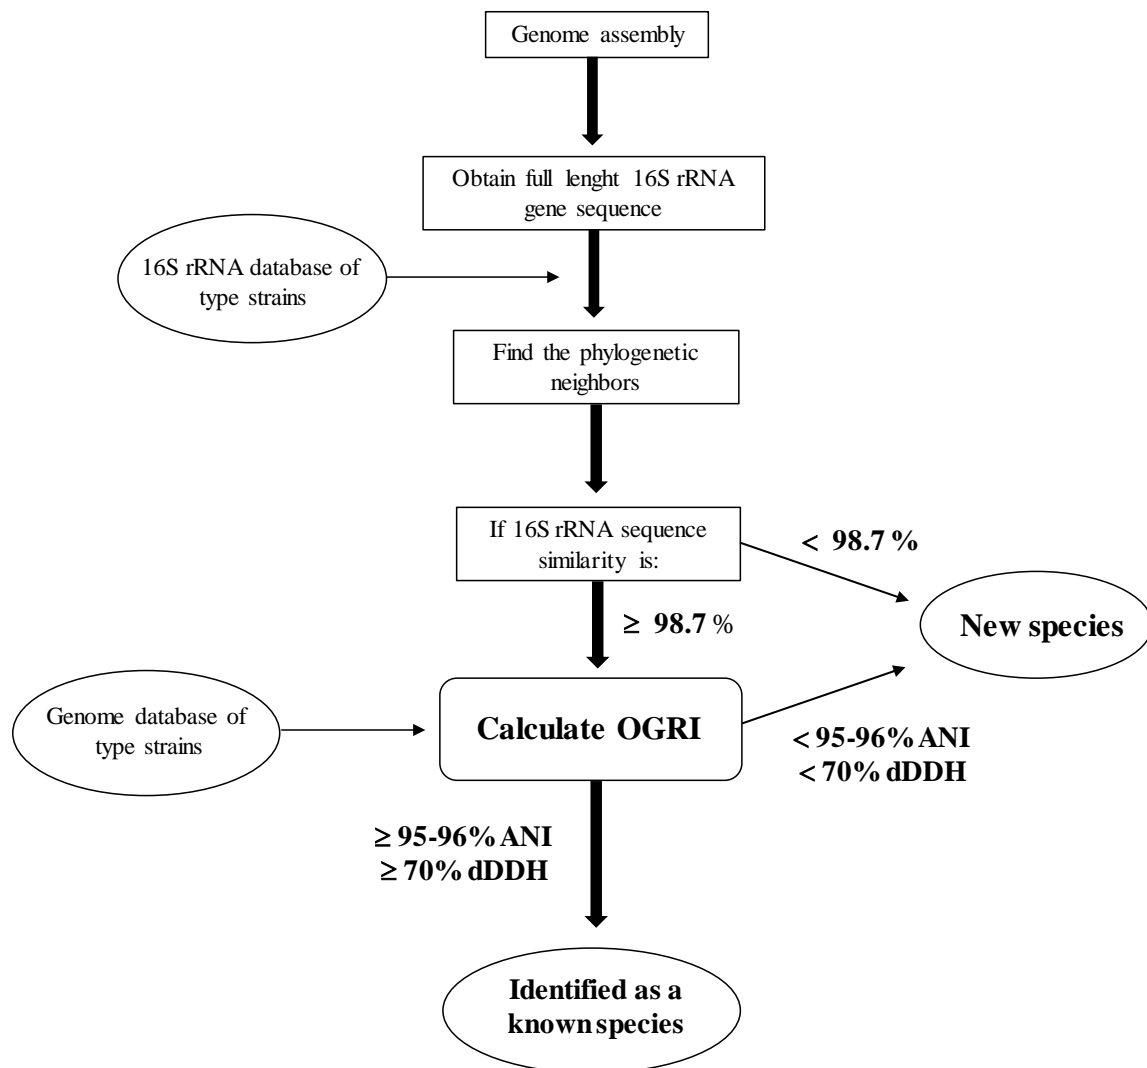 Genome assembly
Obtain full lenght 16S rRNA
gene sequence
16S rRNA database of
type strains
Find the phylogenetic
neighbors
If 16S rRNA sequence
similarity is:
< 98.7 %
≥ 98.7 %
New species
Genome database of
type strains
Calculate OGRI
< 95-96% ANI
< 70% dDDH
≥ 95-96% ANI
≥ 70% dDDH
Identified as a
known species